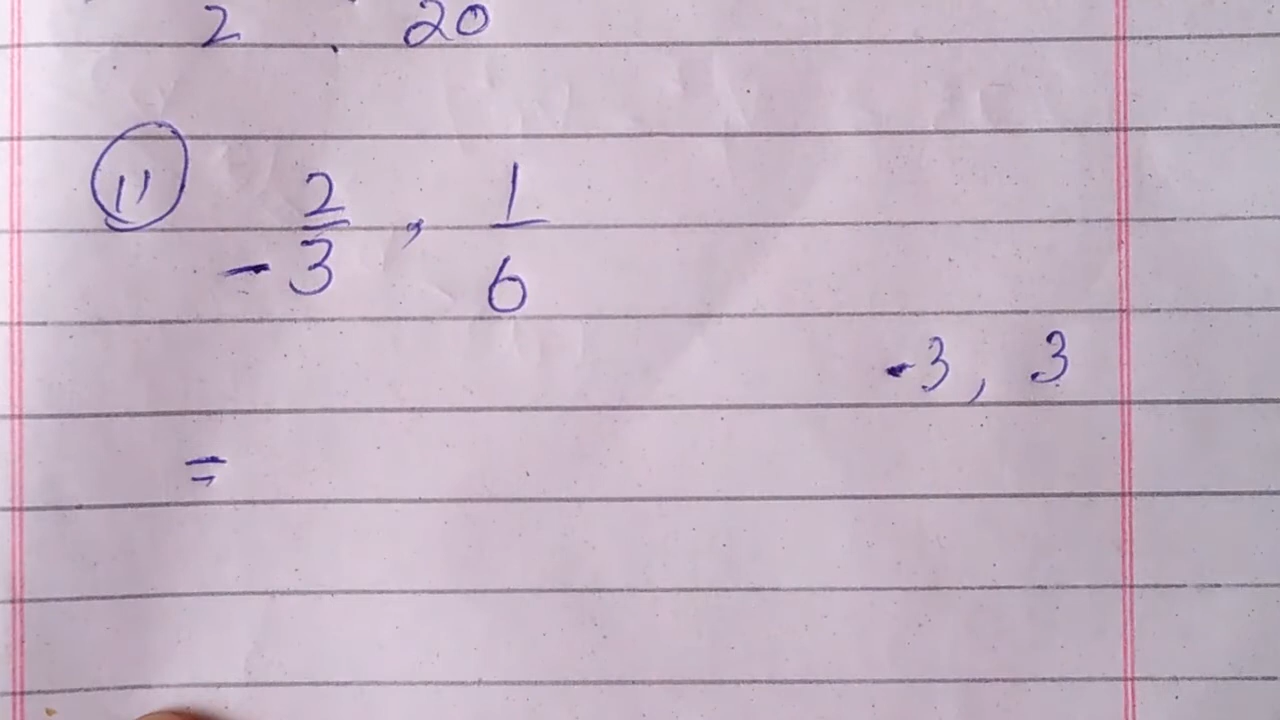 2 . 20
11 2/-3 , 1/6
-3, 3
=